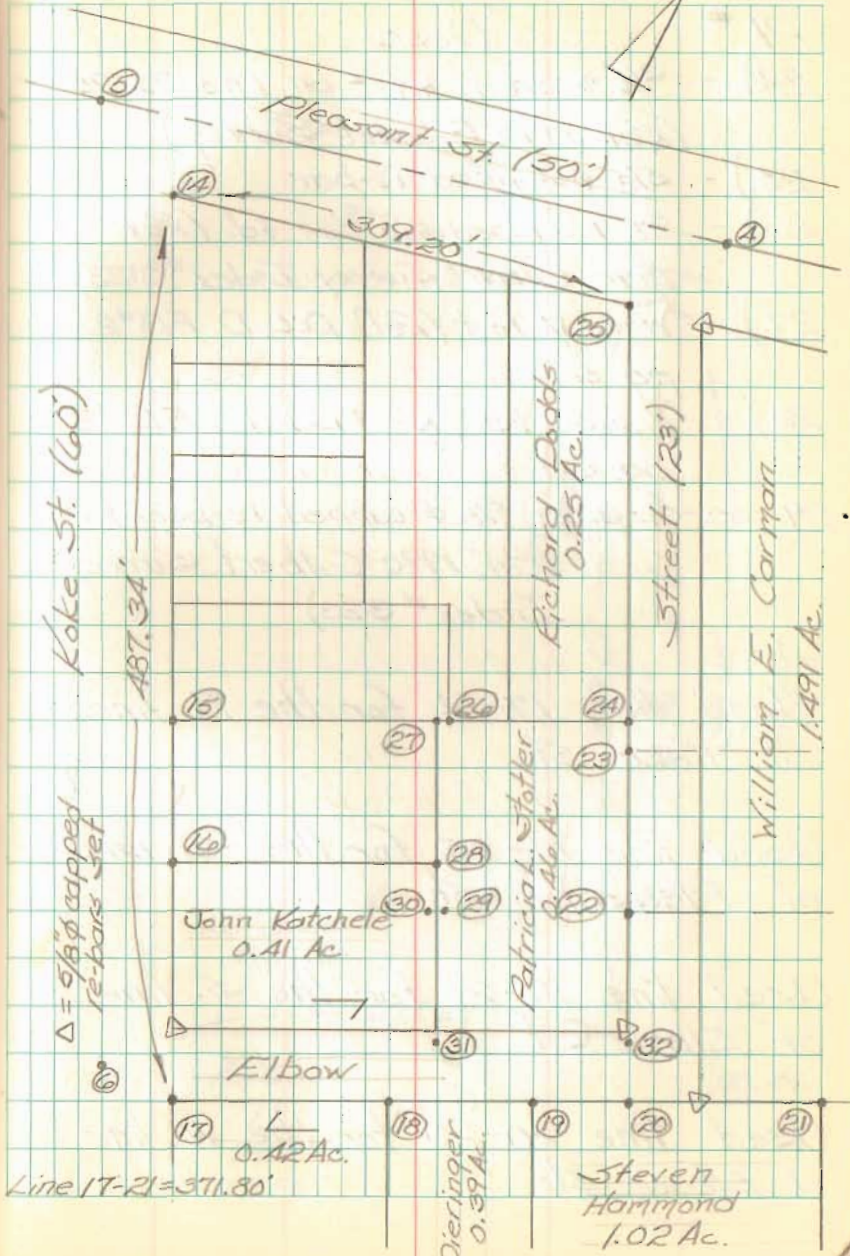 5
Pleasant St. (50')
14
309.20'
4
25
Koke St. (60')
487.34'
Richard Dodds
0.25 Ac.
Street (23')
William E. Corman
1.491 Ac.
15
26
24
27
23
Δ = 5/8"φ capped
re-bars set
16
28
Patricia L. Stotler
0.46 Ac.
30
29
22
John Katchele
0.41 Ac
31
32
6
Elbow
17
18
19
20
21
0.42 Ac.
Line 17-21=371.80'
Dieringer
0.39 Ac.
Steven
Hammond
1.02 Ac.